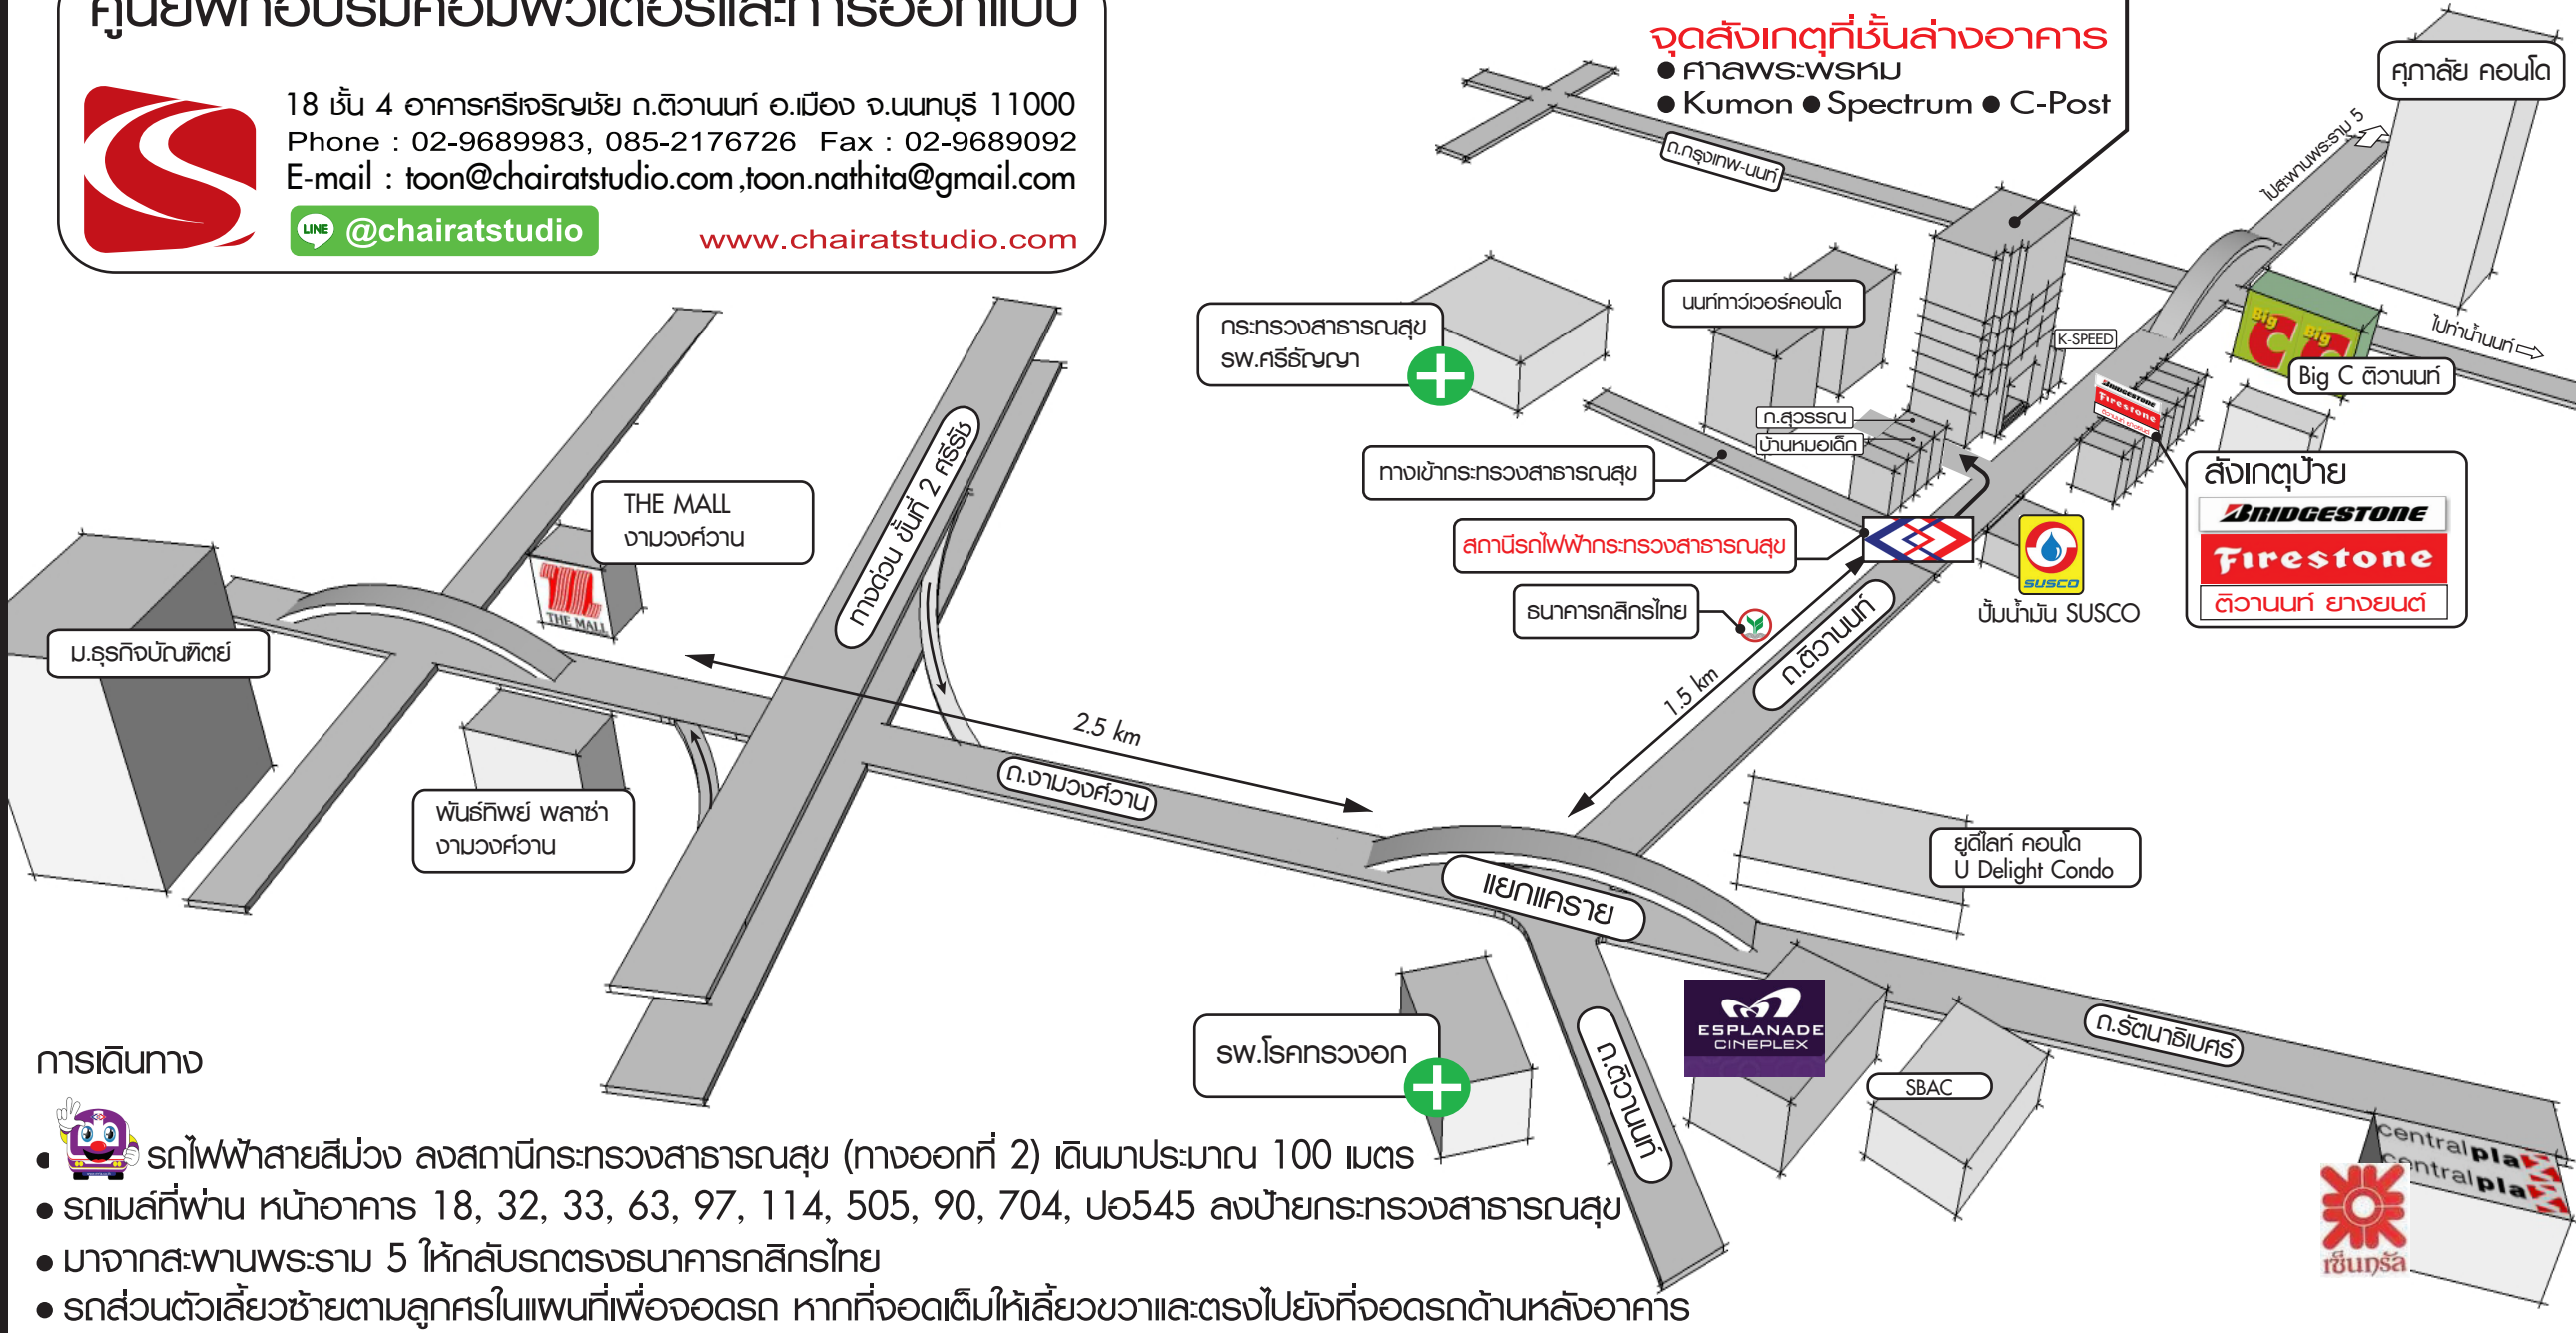 ศูนย์ฝึกอบรมคอมพิวเตอร์และการออกแบบ
18 ชั้น 4 อาคารศรีเจริญชัย ถ.ติวานนท์ อ.เมือง จ.นนทบุรี 11000
Phone : 02-9689983, 085-2176726 Fax : 02-9689092
E-mail : toon@chairatstudio.com,toon.nathita@gmail.com
LINE @chairatstudio
www.chairatstudio.com
จุดสังเกตุที่ชั้นล่างอาคาร
● ศาลพระพรหม
● Kumon ● Spectrum ● C-Post
ศุภาลัย คอนโด
ไปสะพานพระราม 5
ถ.กรุงเทพ-นนท์
นนท์ทาว์เวอร์คอนโด
กระทรวงสาธารณสุข
รพ.ศรีธัญญา
K-SPEED
Big C
Big C
Big C ติวานนท์
ไปท่าน้ำนนท์
BRIDGESTONE
Firestone
ติวานนท์ ยางยนต์
ก.สุวรรณ
บ้านหมอเด็ก
ทางเข้ากระทรวงสาธารณสุข
สังเกตุป้าย
BRIDGESTONE
Firestone
ติวานนท์ ยางยนต์
สถานีรถไฟฟ้ากระทรวงสาธารณสุข
SUSCO
ปั้มน้ำมัน SUSCO
ธนาคารกสิกรไทย
ถ.ติวานนท์
1.5 km
THE MALL
งามวงศ์วาน
THE MALL
ทางด่วน ขั้นที่ 2 ศรีรัช
ม.ธุรกิจบัณฑิตย์
2.5 km
ถ.งามวงศ์วาน
พันธ์ทิพย์ พลาซ่า
งามวงศ์วาน
ยูดีไลท์ คอนโด
U Delight Condo
แยกแคราย
ESPLANADE
CINEPLEX
รพ.โรคทรวงอก
ถ.ติวานนท์
SBAC
ถ.รัตนาธิเบศร์
centralplaza
centralplaza
เซ็นทรัล
การเดินทาง
● รถไฟฟ้าสายสีม่วง ลงสถานีกระทรวงสาธารณสุข (ทางออกที่ 2) เดินมาประมาณ 100 เมตร
● รถเมล์ที่ผ่าน หน้าอาคาร 18, 32, 33, 63, 97, 114, 505, 90, 704, ปอ545 ลงป้ายกระทรวงสาธารณสุข
● มาจากสะพานพระราม 5 ให้กลับรถตรงธนาคารกสิกรไทย
● รถส่วนตัวเลี้ยวซ้ายตามลูกศรในแผนที่เพื่อจอดรถ หากที่จอดเต็มให้เลี้ยวขวาและตรงไปยังที่จอดรถด้านหลังอาคาร